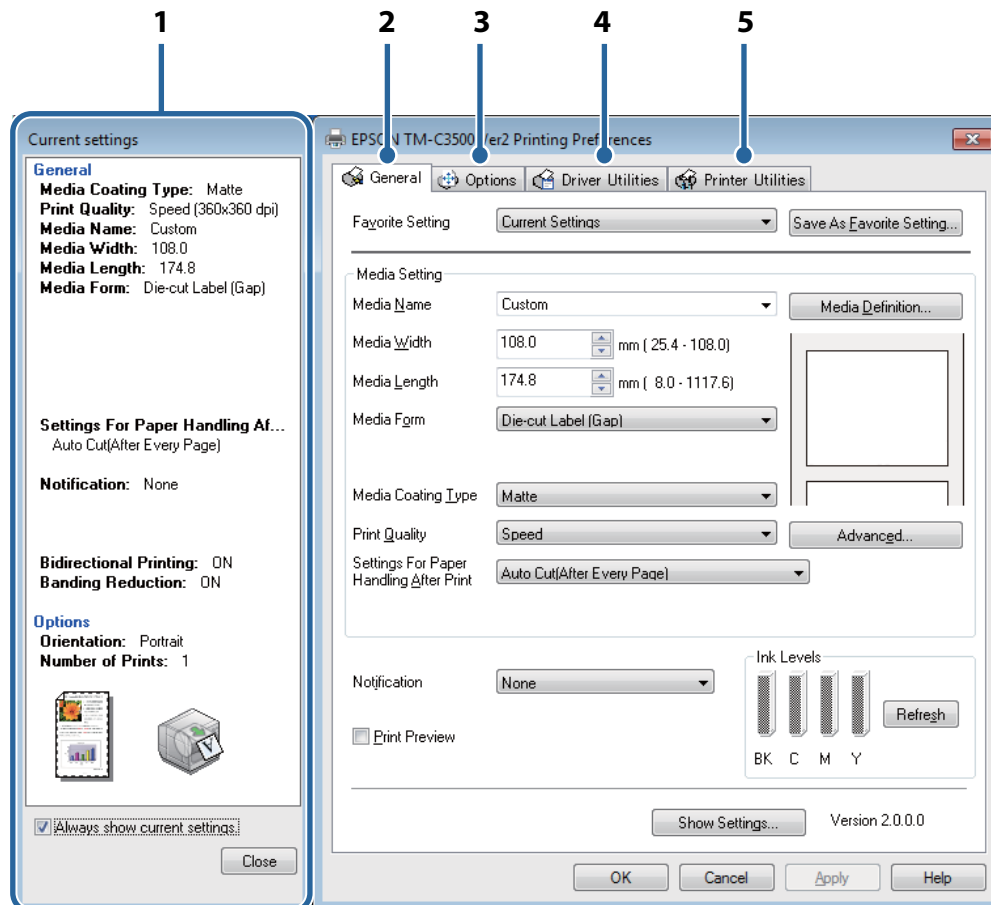 1 2 3 4 5
Current settings
General
Media Coating Type: Matte
Print Quality: Speed (360x360 dpi)
Media Name: Custom
Media Width: 108.0
Media Length: 174.8
Media Form: Die-cut Label (Gap)
Settings For Paper Handling Af...
Auto Cut(After Every Page)
Notification: None
Bidirectional Printing: ON
Banding Reduction: ON
Options
Orientation: Portrait
Number of Prints: 1
Always show current settings.
Close
EPSON TM-C3500 Ver2 Printing Preferences
General Options Driver Utilities Printer Utilities
Favorite Setting Current Settings Save As Favorite Setting...
Media Setting
Media Name Custom Media Definition...
Media Width 108.0 mm ( 25.4 - 108.0)
Media Length 174.8 mm ( 8.0 - 1117.6)
Media Form Die-cut Label (Gap)
Media Coating Type Matte
Print Quality Speed Advanced...
Settings For Paper
Handling After Print Auto Cut(After Every Page)
Notification None
Print Preview
Ink Levels
Refresh
BK C M Y
Show Settings... Version 2.0.0.0
OK Cancel Apply Help